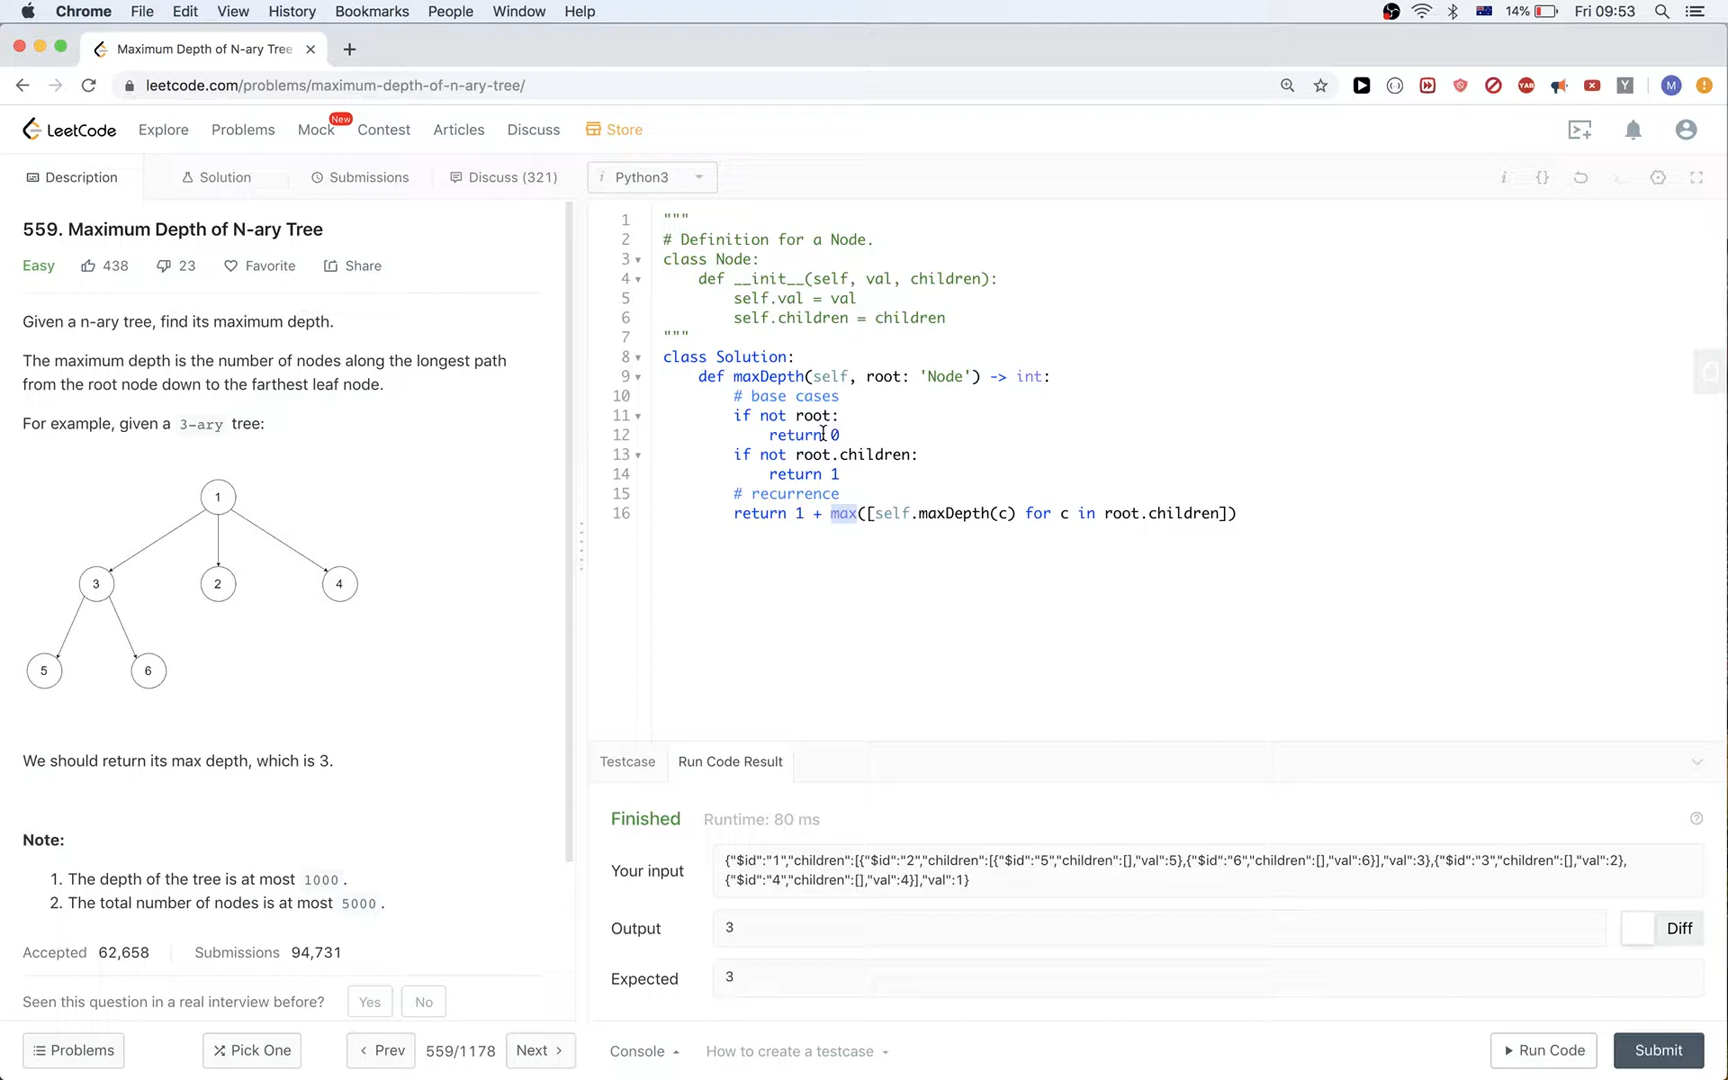 Chrome File Edit View History Bookmarks People Window Help 14% Fri 09:53
Maximum Depth of N-ary Tree
leetcode.com/problems/maximum-depth-of-n-ary-tree/ YAB Y M
LeetCode Explore Problems Mock New Contest Articles Discuss Store
Description Solution Submissions Discuss (321) i Python3 i {}
559. Maximum Depth of N-ary Tree
Easy 438 23 Favorite Share
Given a n-ary tree, find its maximum depth.
The maximum depth is the number of nodes along the longest path
from the root node down to the farthest leaf node.
For example, given a 3-ary tree:
1
3 2 4
5 6
We should return its max depth, which is 3.
Note:
1. The depth of the tree is at most 1000 .
2. The total number of nodes is at most 5000 .
Accepted 62,658 Submissions 94,731
Seen this question in a real interview before? Yes No
Problems Pick One Prev 559/1178 Next
1 """
2 # Definition for a Node.
3 class Node:
4 def __init__(self, val, children):
5 self.val = val
6 self.children = children
7 """
8 class Solution:
9 def maxDepth(self, root: 'Node') -> int:
10 # base cases
11 if not root:
12 return 0
13 if not root.children:
14 return 1
15 # recurrence
16 return 1 + max([self.maxDepth(c) for c in root.children])
Testcase Run Code Result
Finished Runtime: 80 ms
Your input
{"$id":"1","children":[{"$id":"2","children":[{"$id":"5","children":[],"val":5},{"$id":"6","children":[],"val":6}],"val":3},{"$id":"3","children":[],"val":2},
{"$id":"4","children":[],"val":4}],"val":1}
Output 3 Diff
Expected 3
Console How to create a testcase Run Code Submit